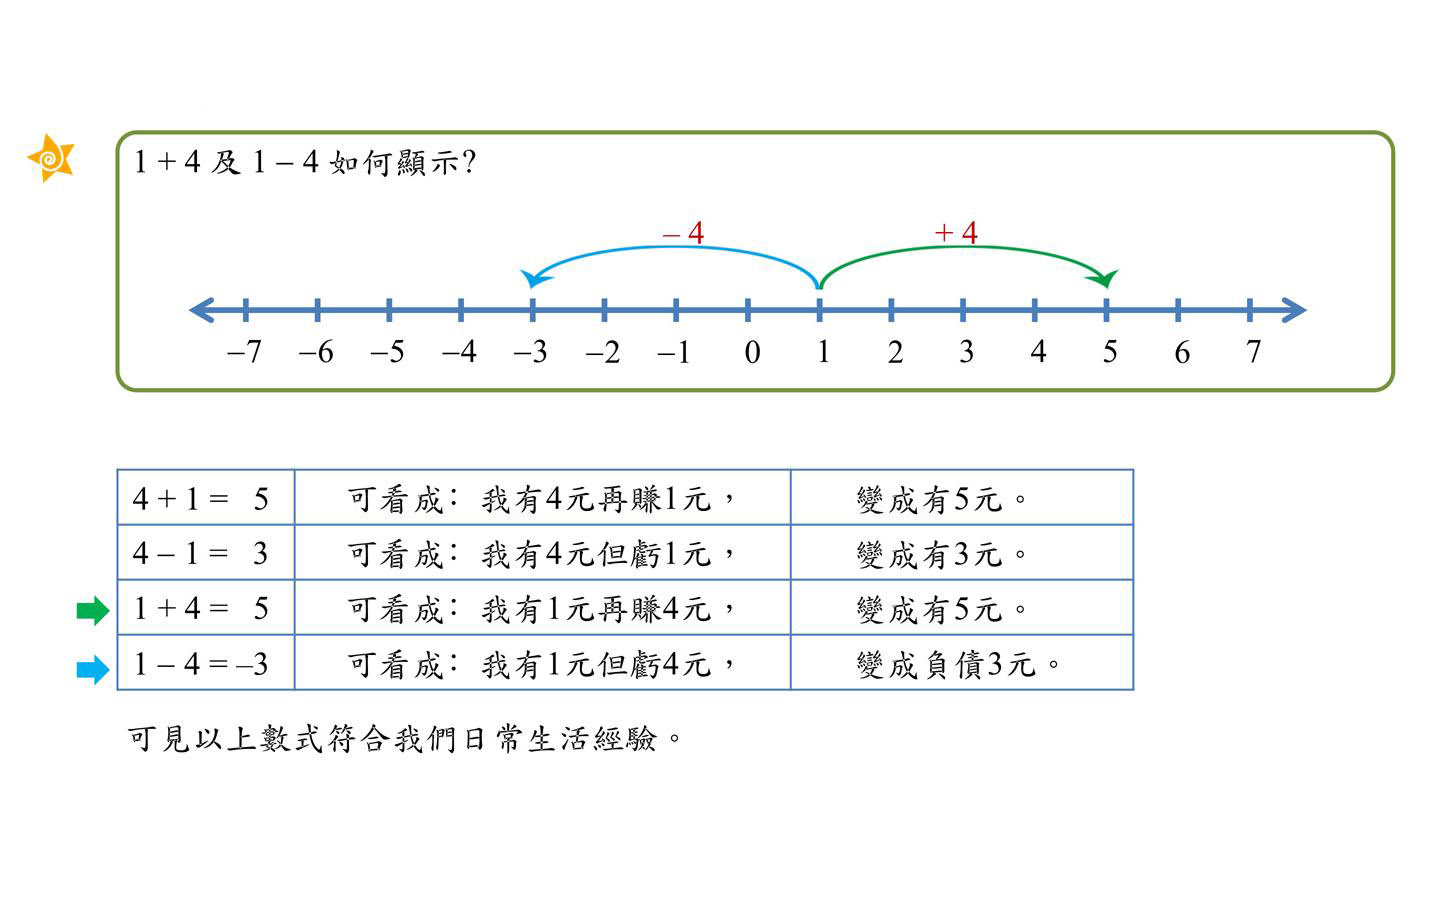 1 + 4 及 1 – 4 如何顯示?
– 4 + 4
–7 –6 –5 –4 –3 –2 –1 0 1 2 3 4 5 6 7
4 + 1 = 5 可看成：我有4元再賺1元， 變成有5元。
4 – 1 = 3 可看成：我有4元但虧1元， 變成有3元。
1 + 4 = 5 可看成：我有1元再賺4元， 變成有5元。
1 – 4 = –3 可看成：我有1元但虧4元， 變成負債3元。
可見以上數式符合我們日常生活經驗。